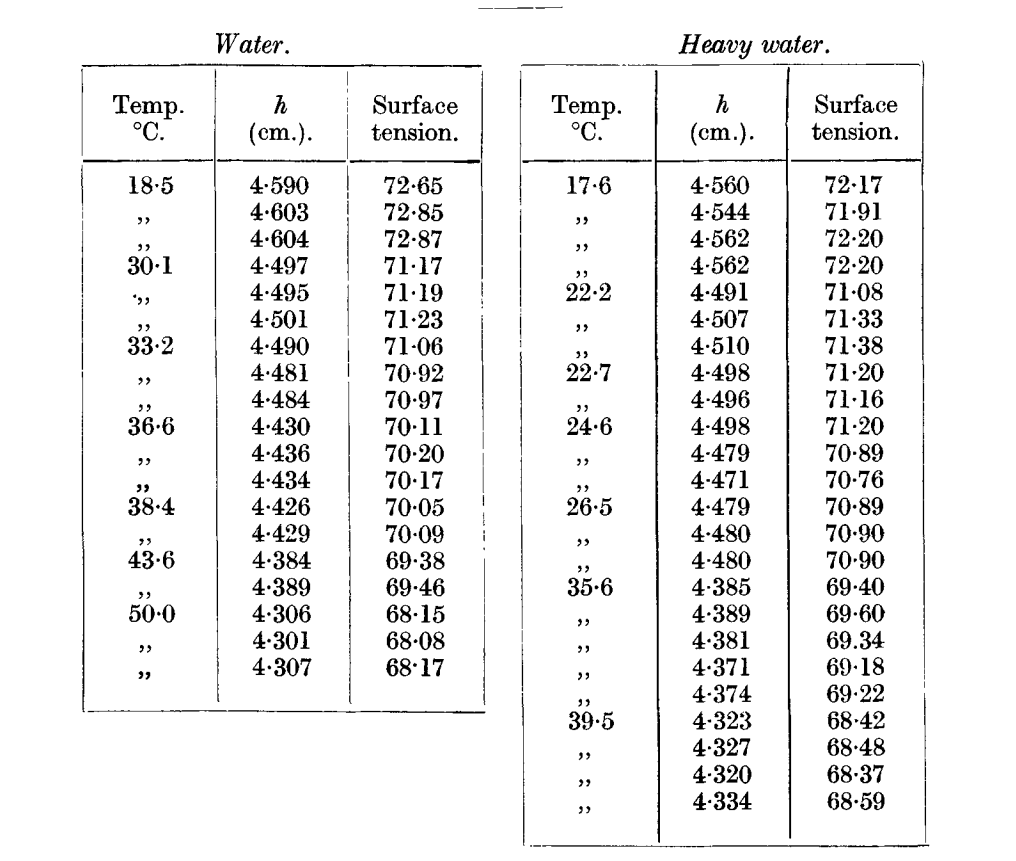 Water.
Temp. °C. h (cm.). Surface tension.
18·5 4·590 72·65
,, 4·603 72·85
,, 4·604 72·87
30·1 4·497 71·17
·,, 4·495 71·19
,, 4·501 71·23
33·2 4·490 71·06
,, 4·481 70·92
,, 4·484 70·97
36·6 4·430 70·11
,, 4·436 70·20
,, 4·434 70·17
38·4 4·426 70·05
,, 4·429 70·09
43·6 4·384 69·38
,, 4·389 69·46
50·0 4·306 68·15
,, 4·301 68·08
,, 4·307 68·17
Heavy water.
Temp. °C. h (cm.). Surface tension.
17·6 4·560 72·17
,, 4·544 71·91
,, 4·562 72·20
,, 4·562 72·20
22·2 4·491 71·08
,, 4·507 71·33
,, 4·510 71·38
22·7 4·498 71·20
,, 4·496 71·16
24·6 4·498 71·20
,, 4·479 70·89
,, 4·471 70·76
26·5 4·479 70·89
,, 4·480 70·90
,, 4·480 70·90
35·6 4·385 69·40
,, 4·389 69·60
,, 4·381 69.34
,, 4·371 69·18
,, 4·374 69·22
39·5 4·323 68·42
,, 4·327 68·48
,, 4·320 68·37
,, 4·334 68·59